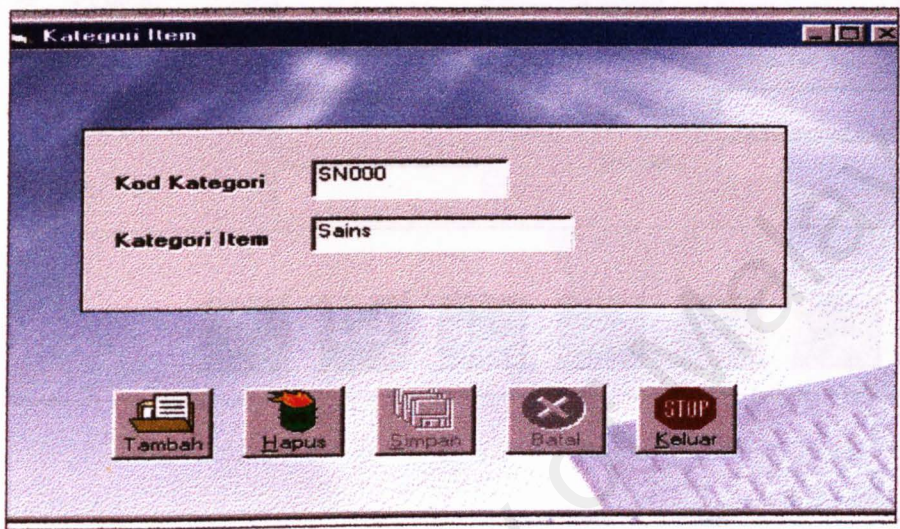 Kategori Item
Kod Kategori SN000
Kategori Item Sains
Tambah Hapus Simpan Batal STOP Keluar